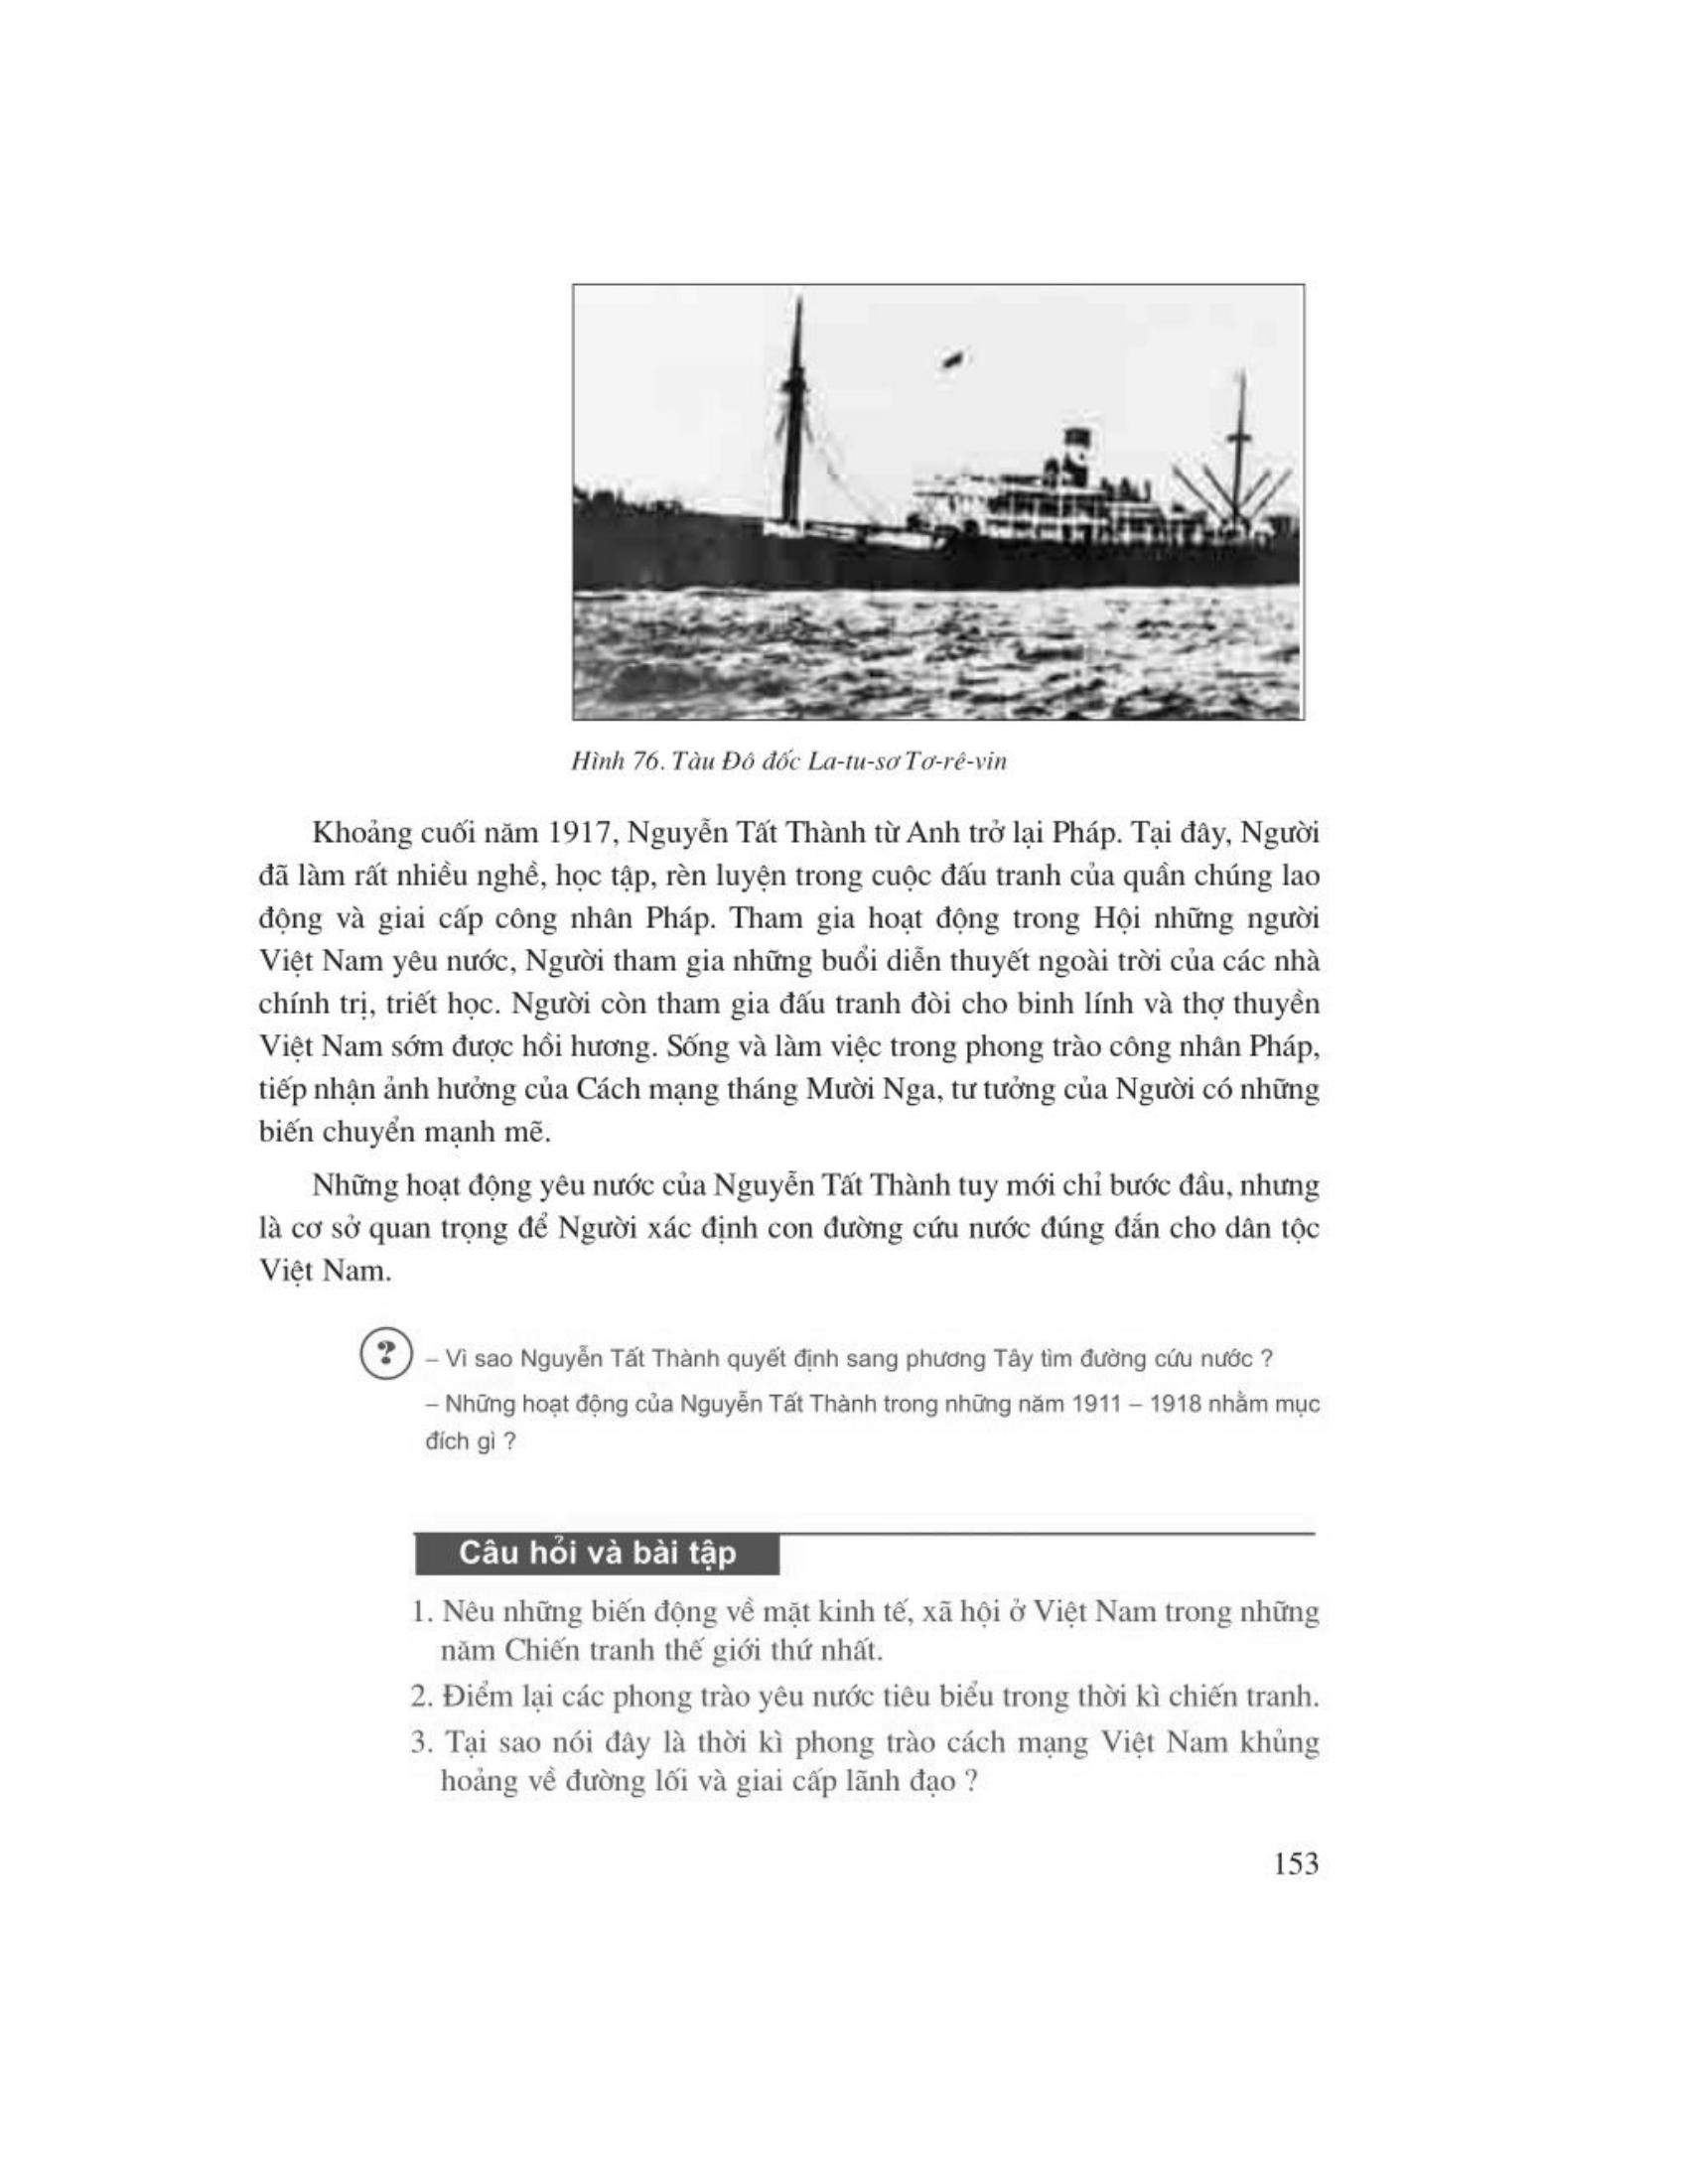 Hình 76. Tàu Đô đốc La-tu-sơ Tơ-rê-vin
Khoảng cuối năm 1917, Nguyễn Tất Thành từ Anh trở lại Pháp. Tại đây, Người
đã làm rất nhiều nghề, học tập, rèn luyện trong cuộc đấu tranh của quần chúng lao
động và giai cấp công nhân Pháp. Tham gia hoạt động trong Hội những người
Việt Nam yêu nước, Người tham gia những buổi diễn thuyết ngoài trời của các nhà
chính trị, triết học. Người còn tham gia đấu tranh đòi cho binh lính và thợ thuyền
Việt Nam sớm được hồi hương. Sống và làm việc trong phong trào công nhân Pháp,
tiếp nhận ảnh hưởng của Cách mạng tháng Mười Nga, tư tưởng của Người có những
biến chuyển mạnh mẽ.
Những hoạt động yêu nước của Nguyễn Tất Thành tuy mới chỉ bước đầu, nhưng
là cơ sở quan trọng để Người xác định con đường cứu nước đúng đắn cho dân tộc
Việt Nam.
? – Vì sao Nguyễn Tất Thành quyết định sang phương Tây tìm đường cứu nước ?
– Những hoạt động của Nguyễn Tất Thành trong những năm 1911 – 1918 nhằm mục
đích gì ?
Câu hỏi và bài tập
1. Nêu những biến động về mặt kinh tế, xã hội ở Việt Nam trong những
năm Chiến tranh thế giới thứ nhất.
2. Điểm lại các phong trào yêu nước tiêu biểu trong thời kì chiến tranh.
3. Tại sao nói đây là thời kì phong trào cách mạng Việt Nam khủng
hoảng về đường lối và giai cấp lãnh đạo ?
153